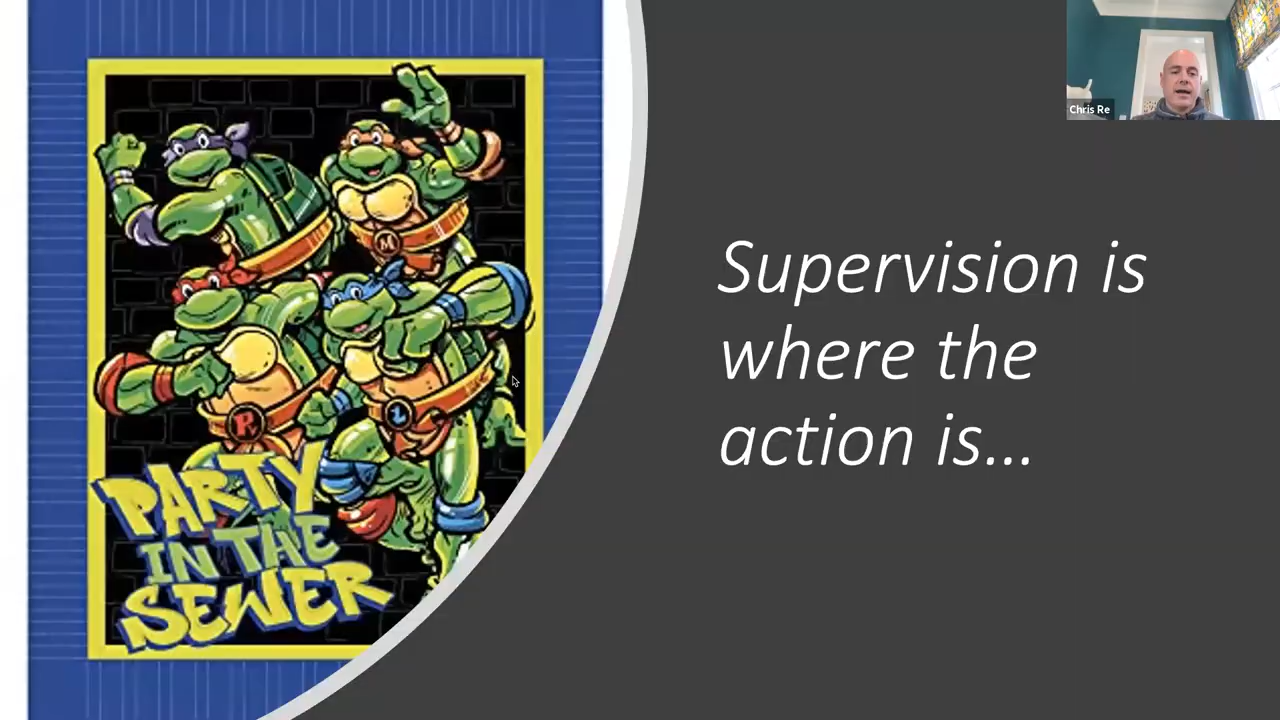 PARTY
IN THE
SEWER
M
R
L
Supervision is
where the
action is...
Chris Re